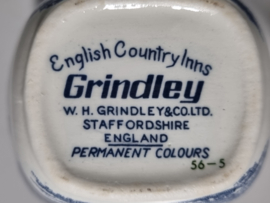 English Country Inns
Grindley
W. H. GRINDLEY & CO. LTD.
STAFFORDSHIRE
ENGLAND
PERMANENT COLOURS
56-5